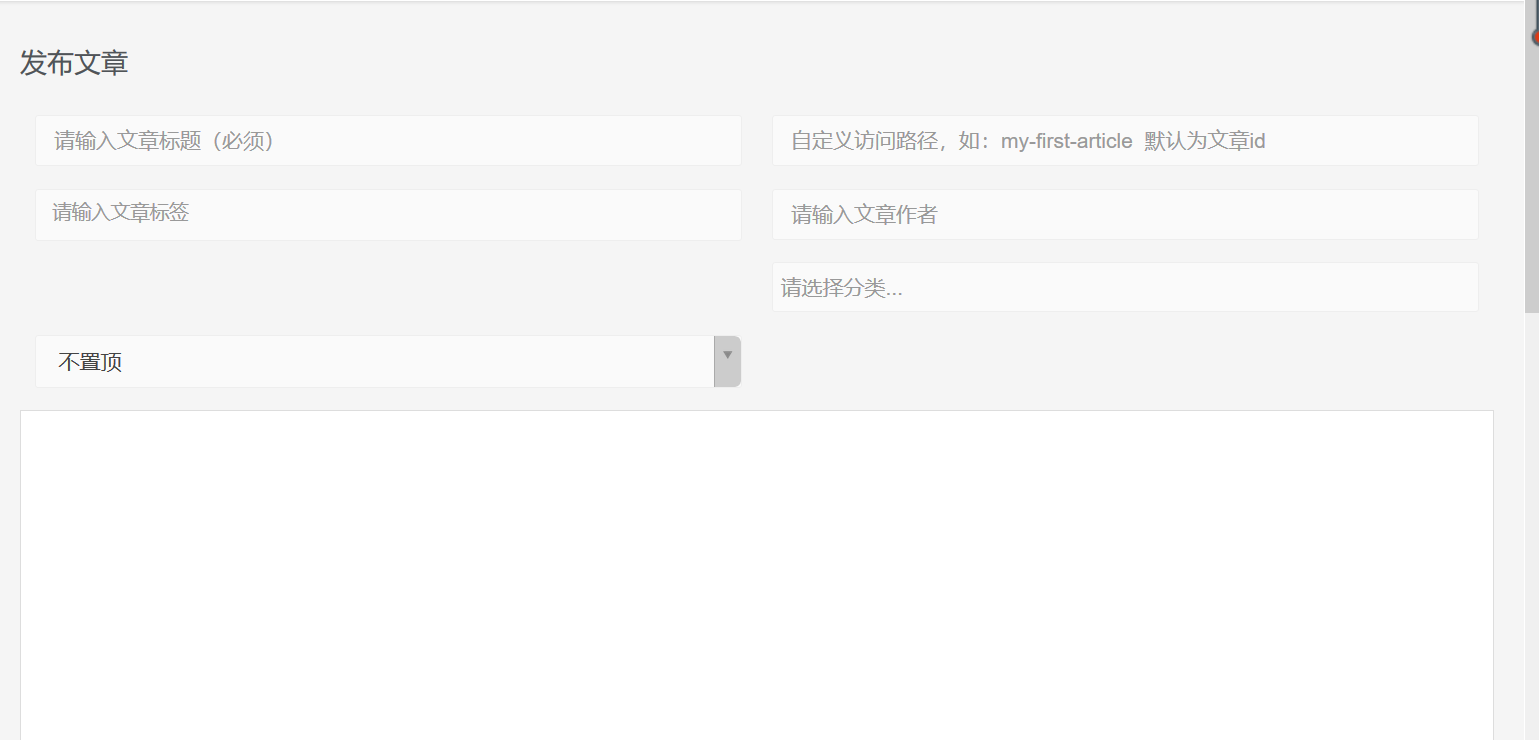 发布文章
请输入文章标题（必须）
自定义访问路径，如：my-first-article 默认为文章id
请输入文章标签
请输入文章作者
请选择分类...
不置顶